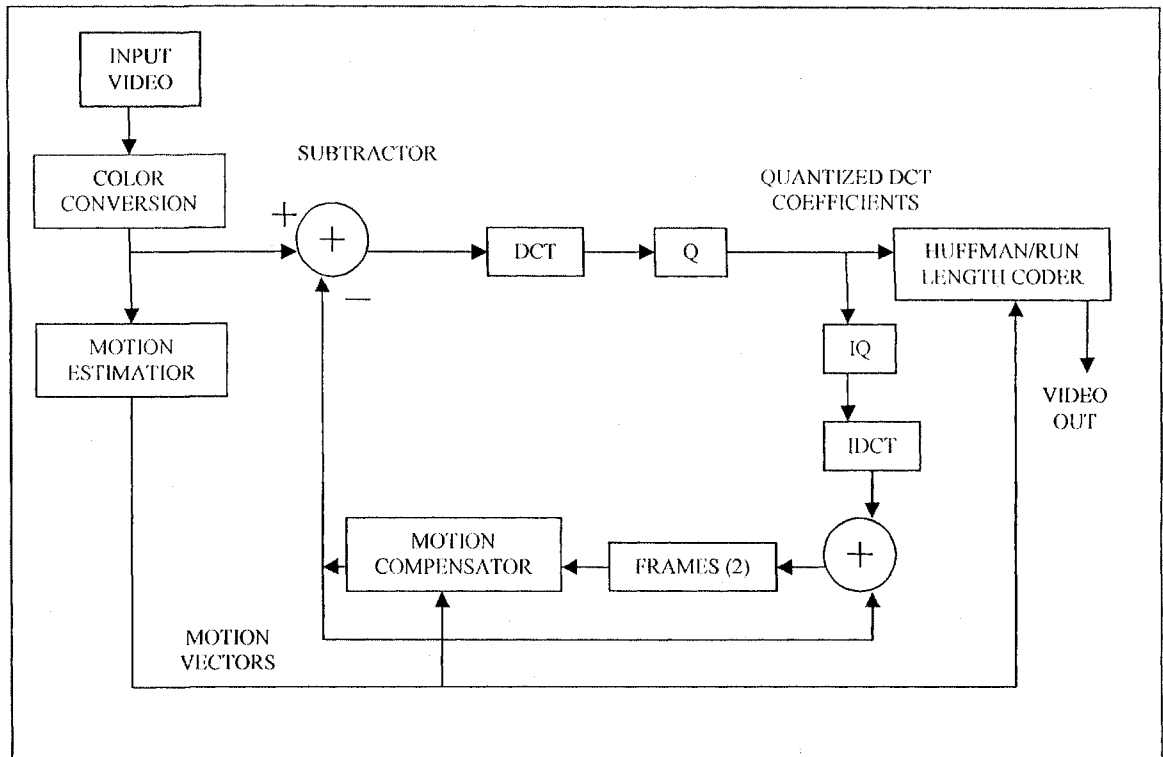 INPUT
VIDEO
COLOR
CONVERSION
SUBTRACTOR
+
+
−
DCT
Q
QUANTIZED DCT
COEFFICIENTS
HUFFMAN/RUN
LENGTH CODER
MOTION
ESTIMATIOR
IQ
VIDEO
OUT
IDCT
MOTION
COMPENSATOR
FRAMES (2)
+
MOTION
VECTORS